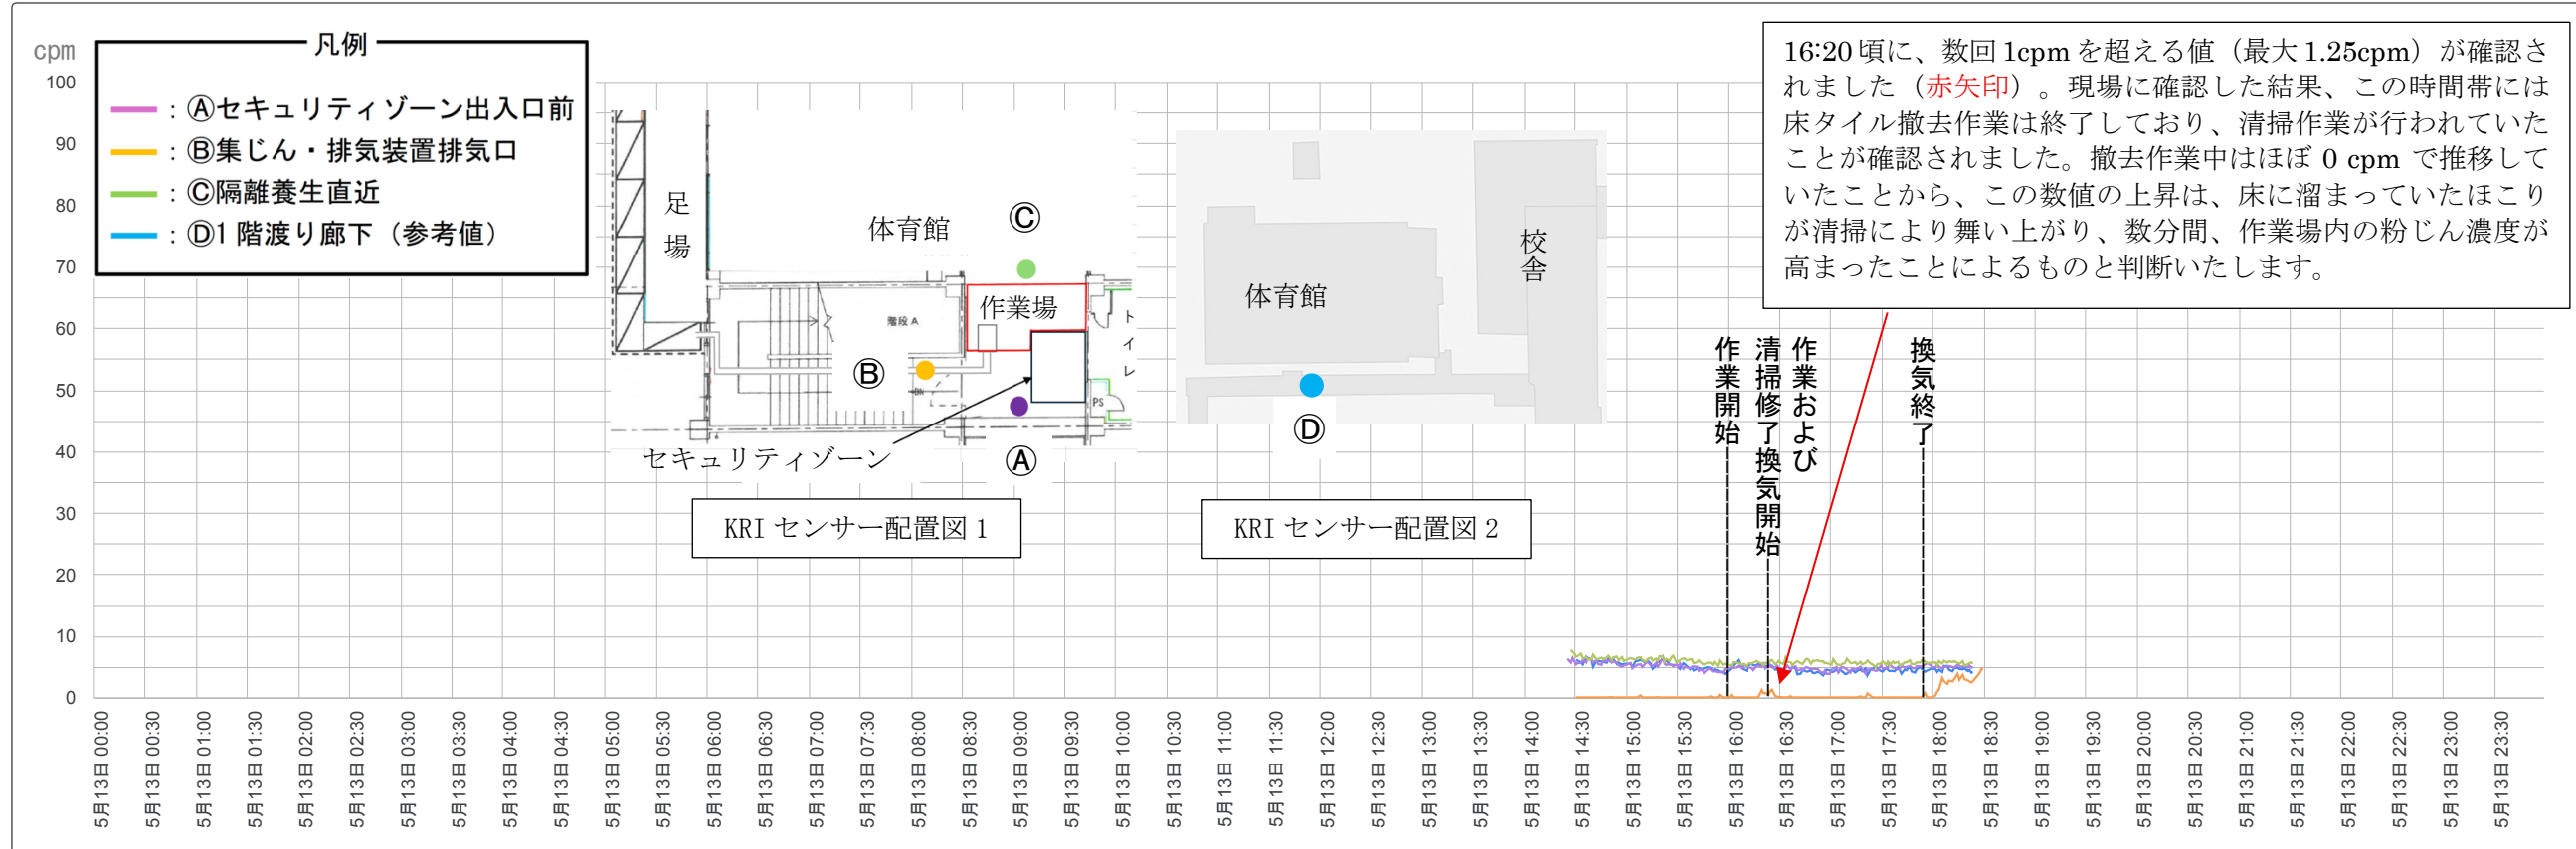 cpm
凡例
：Ⓐセキュリティゾーン出入口前
：Ⓑ集じん・排気装置排気口
：Ⓒ隔離養生直近
：Ⓓ1 階渡り廊下（参考値）
16:20 頃に、数回 1cpm を超える値（最大 1.25cpm）が確認さ
れました（赤矢印）。現場に確認した結果、この時間帯には
床タイル撤去作業は終了しており、清掃作業が行われていた
ことが確認されました。撤去作業中はほぼ 0 cpm で推移して
いたことから、この数値の上昇は、床に溜まっていたほこり
が清掃により舞い上がり、数分間、作業場内の粉じん濃度が
高まったことによるものと判断いたします。
100
90
80
70
60
50
40
30
20
10
0
足場
体育館
Ⓒ
作業場
階段 A
トイレ
Ⓑ
DN
PS
セキュリティゾーン
Ⓐ
KRI センサー配置図 1
体育館
校舎
Ⓓ
KRI センサー配置図 2
作業開始
作業および
清掃修了換気開始
換気終了
5月13日 00:00
5月13日 00:30
5月13日 01:00
5月13日 01:30
5月13日 02:00
5月13日 02:30
5月13日 03:00
5月13日 03:30
5月13日 04:00
5月13日 04:30
5月13日 05:00
5月13日 05:30
5月13日 06:00
5月13日 06:30
5月13日 07:00
5月13日 07:30
5月13日 08:00
5月13日 08:30
5月13日 09:00
5月13日 09:30
5月13日 10:00
5月13日 10:30
5月13日 11:00
5月13日 11:30
5月13日 12:00
5月13日 12:30
5月13日 13:00
5月13日 13:30
5月13日 14:00
5月13日 14:30
5月13日 15:00
5月13日 15:30
5月13日 16:00
5月13日 16:30
5月13日 17:00
5月13日 17:30
5月13日 18:00
5月13日 18:30
5月13日 19:00
5月13日 19:30
5月13日 20:00
5月13日 20:30
5月13日 21:00
5月13日 21:30
5月13日 22:00
5月13日 22:30
5月13日 23:00
5月13日 23:30